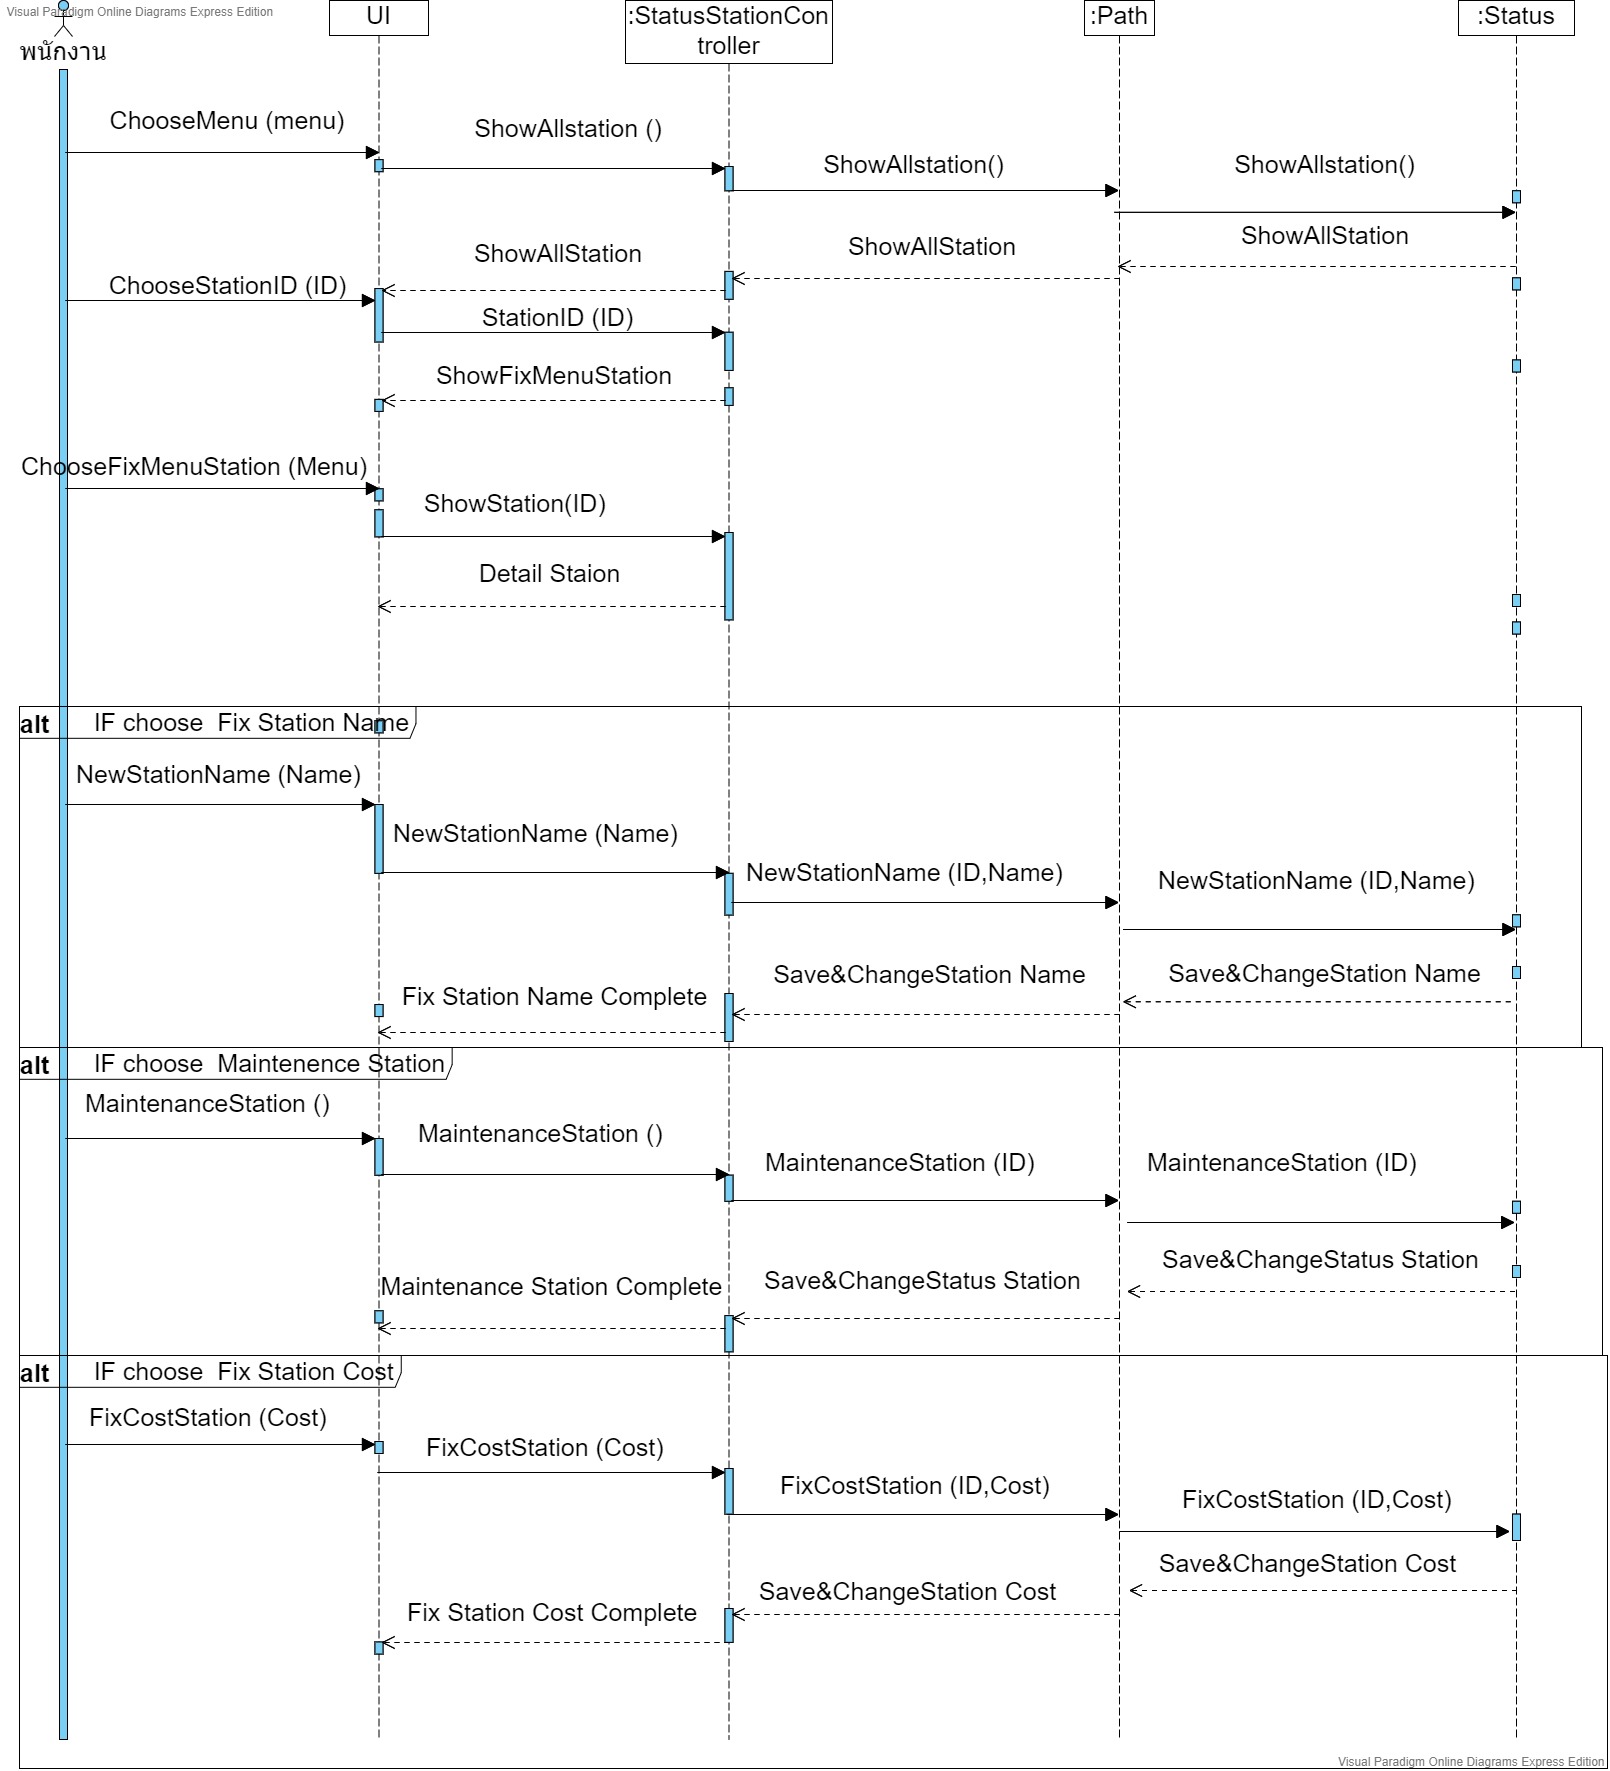 Visual Paradigm Online Diagrams Express Edition
พนักงาน
UI
:StatusStationCon
troller
:Path
:Status
ChooseMenu (menu)
ShowAllstation ()
ShowAllstation()
ShowAllstation()
ShowAllStation
ShowAllStation
ShowAllStation
ChooseStationID (ID)
StationID (ID)
ShowFixMenuStation
ChooseFixMenuStation (Menu)
ShowStation(ID)
Detail Staion
alt
IF choose  Fix Station Name
NewStationName (Name)
NewStationName (Name)
NewStationName (ID,Name)
NewStationName (ID,Name)
Save&ChangeStation Name
Save&ChangeStation Name
Fix Station Name Complete
alt
IF choose  Maintenence Station
MaintenanceStation ()
MaintenanceStation ()
MaintenanceStation (ID)
MaintenanceStation (ID)
Save&ChangeStatus Station
Save&ChangeStatus Station
Maintenance Station Complete
alt
IF choose  Fix Station Cost
FixCostStation (Cost)
FixCostStation (Cost)
FixCostStation (ID,Cost)
FixCostStation (ID,Cost)
Save&ChangeStation Cost
Save&ChangeStation Cost
Fix Station Cost Complete
Visual Paradigm Online Diagrams Express Edition